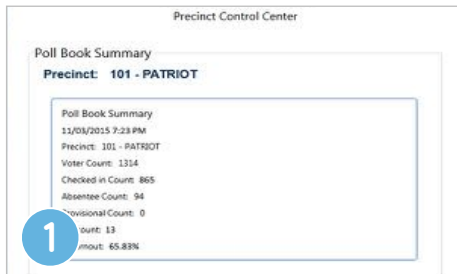 Precinct Control Center
Poll Book Summary
Precinct: 101 - PATRIOT
Poll Book Summary
11/03/2015 7:23 PM
Precinct: 101 - PATRIOT
Voter Count: 1314
Checked in Count: 865
Absentee Count: 94
Provisional Count: 0
ount: 13
rnout: 65.83%
1